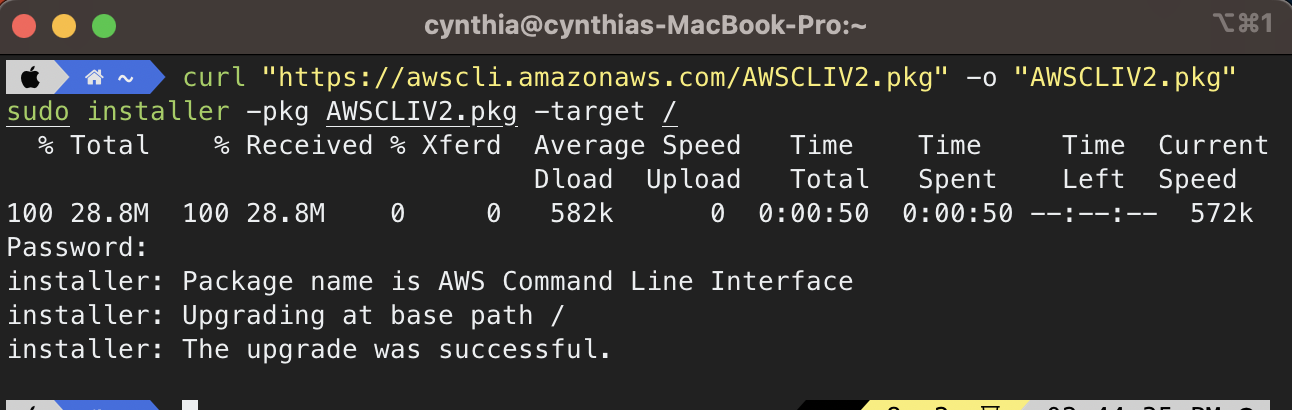 cynthia@cynthias-MacBook-Pro:~
⌥⌘1
~ curl "https://awscli.amazonaws.com/AWSCLIV2.pkg" -o "AWSCLIV2.pkg"
sudo installer -pkg AWSCLIV2.pkg -target /
% Total % Received % Xferd Average Speed Time Time Time Current
Dload Upload Total Spent Left Speed
100 28.8M 100 28.8M 0 0 582k 0 0:00:50 0:00:50 --:--:-- 572k
Password:
installer: Package name is AWS Command Line Interface
installer: Upgrading at base path /
installer: The upgrade was successful.